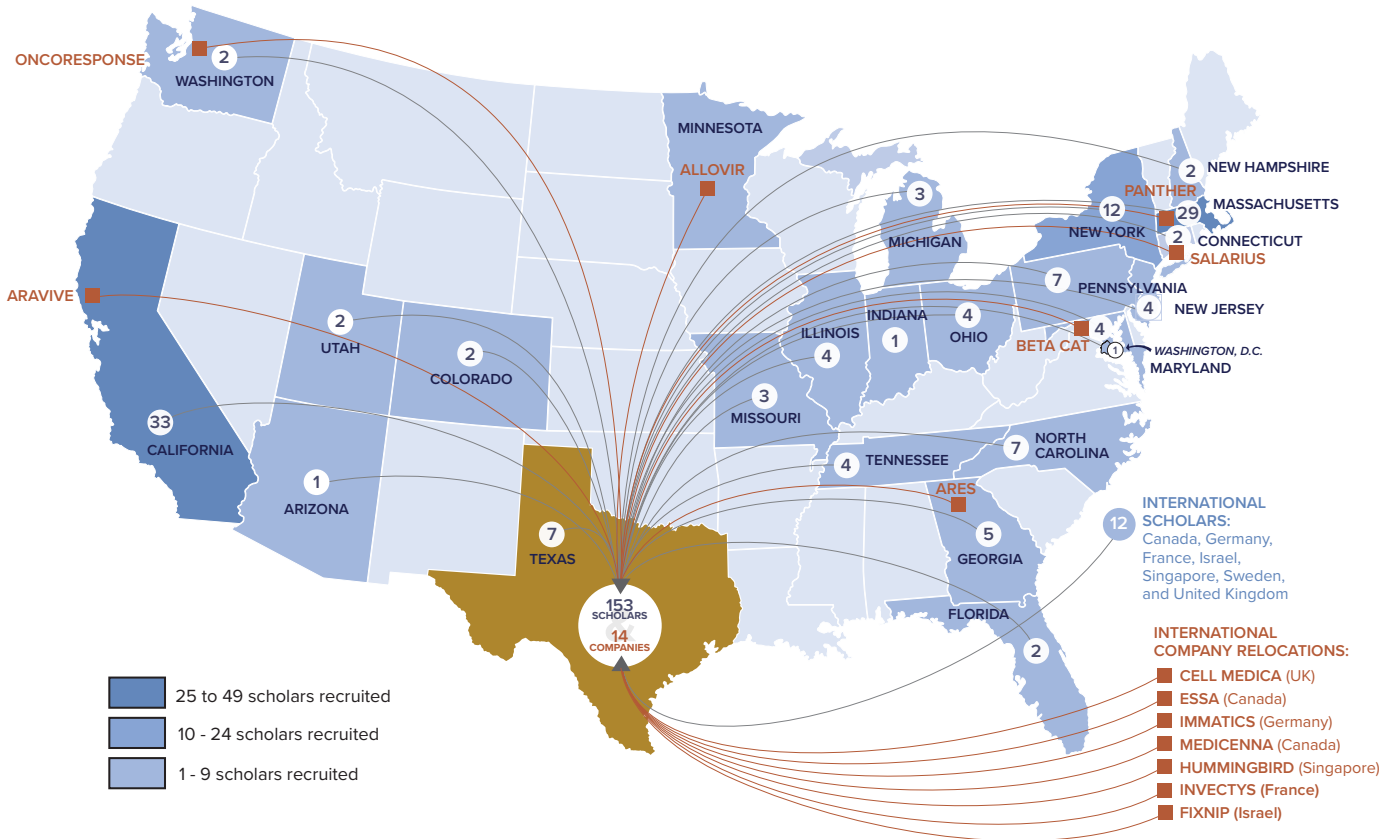 ONCORESPONSE
2
WASHINGTON
MINNESOTA
ALLOVIR
3
MICHIGAN
2
NEW HAMPSHIRE
PANTHER
12
NEW YORK
29
MASSACHUSETTS
2
CONNECTICUT
SALARIUS
7
PENNSYLVANIA
4
NEW JERSEY
BETA CAT
4
1
WASHINGTON, D.C.
MARYLAND
ARAVIVE
2
UTAH
2
COLORADO
ILLINOIS
4
INDIANA
1
4
OHIO
3
MISSOURI
33
CALIFORNIA
1
ARIZONA
4
TENNESSEE
7
NORTH
CAROLINA
ARES
5
GEORGIA
FLORIDA
2
7
TEXAS
153
SCHOLARS
&
14
COMPANIES
12
INTERNATIONAL
SCHOLARS:
Canada, Germany,
France, Israel,
Singapore, Sweden,
and United Kingdom
INTERNATIONAL
COMPANY RELOCATIONS:
CELL MEDICA (UK)
ESSA (Canada)
IMMATICS (Germany)
MEDICENNA (Canada)
HUMMINGBIRD (Singapore)
INVECTYS (France)
FIXNIP (Israel)
25 to 49 scholars recruited
10 - 24 scholars recruited
1 - 9 scholars recruited